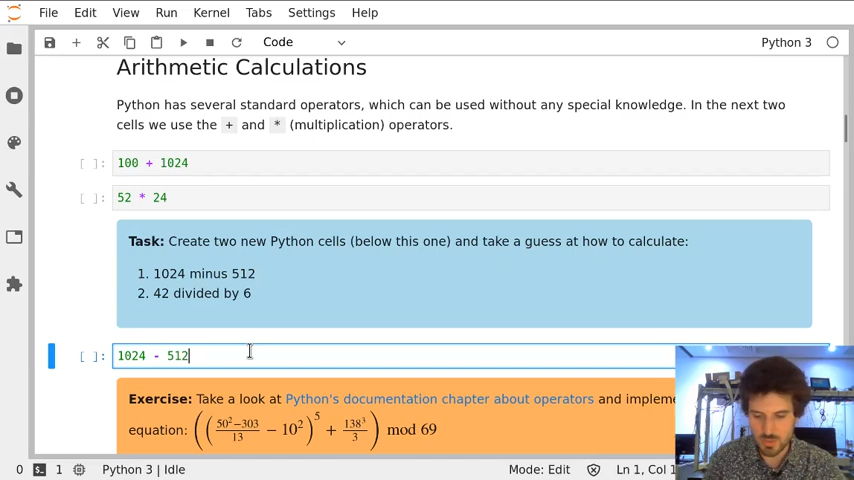 File Edit View Run Kernel Tabs Settings Help
Code Python 3
Arithmetic Calculations
Python has several standard operators, which can be used without any special knowledge. In the next two
cells we use the + and * (multiplication) operators.
[ ]: 100 + 1024
[ ]: 52 * 24
Task: Create two new Python cells (below this one) and take a guess at how to calculate:
1. 1024 minus 512
2. 42 divided by 6
[ ]: 1024 - 512
Exercise: Take a look at Python's documentation chapter about operators and implem
equation: (((50²−303)/13 − 10²)⁵ + 138³/3) mod 69
0 1 Python 3 | Idle Mode: Edit Ln 1, Col 1